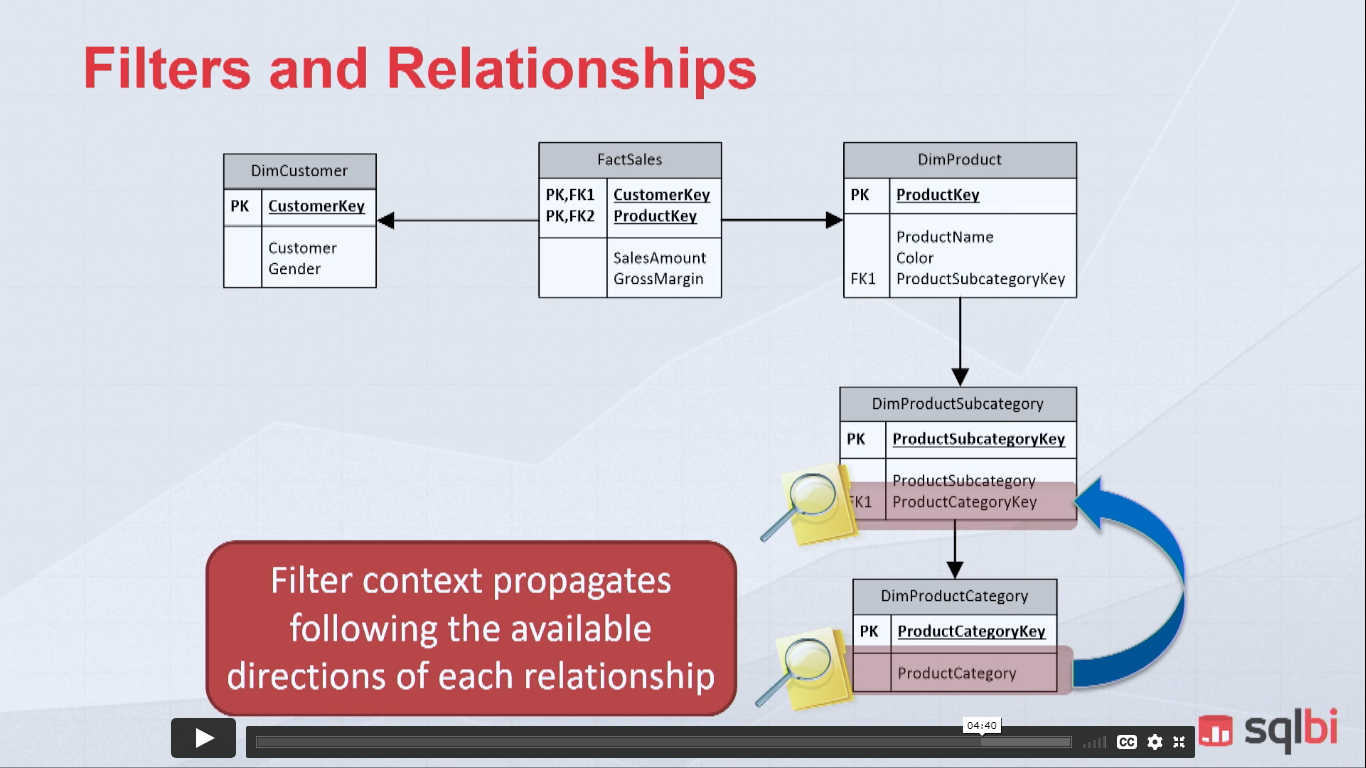 Filters and Relationships
DimCustomer
PK CustomerKey
Customer
Gender
FactSales
PK,FK1 CustomerKey
PK,FK2 ProductKey
SalesAmount
GrossMargin
DimProduct
PK ProductKey
ProductName
Color
FK1 ProductSubcategoryKey
DimProductSubcategory
PK ProductSubcategoryKey
ProductSubcategory
FK1 ProductCategoryKey
DimProductCategory
PK ProductCategoryKey
ProductCategory
Filter context propagates
following the available
directions of each relationship
04:40
CC
sqlbi